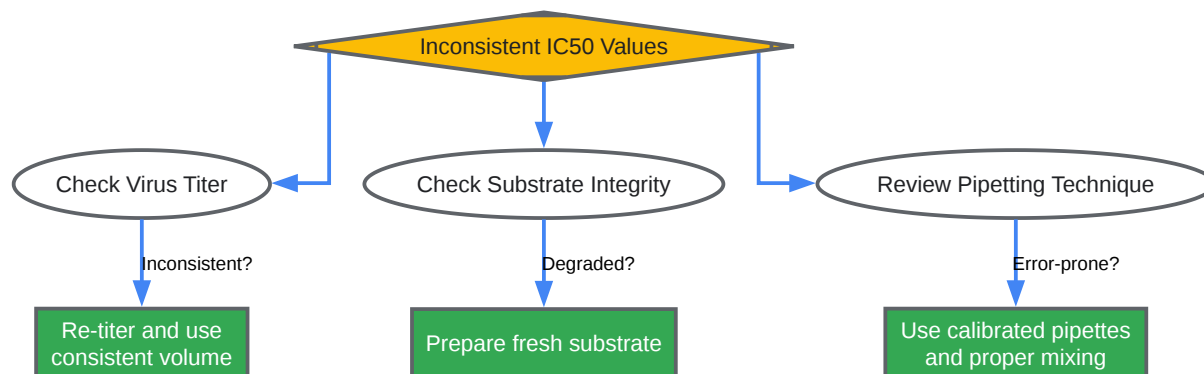 Inconsistent IC50 Values
Check Virus Titer
Check Substrate Integrity
Review Pipetting Technique
Inconsistent?
Degraded?
Error-prone?
Re-titer and use
consistent volume
Prepare fresh substrate
Use calibrated pipettes
and proper mixing